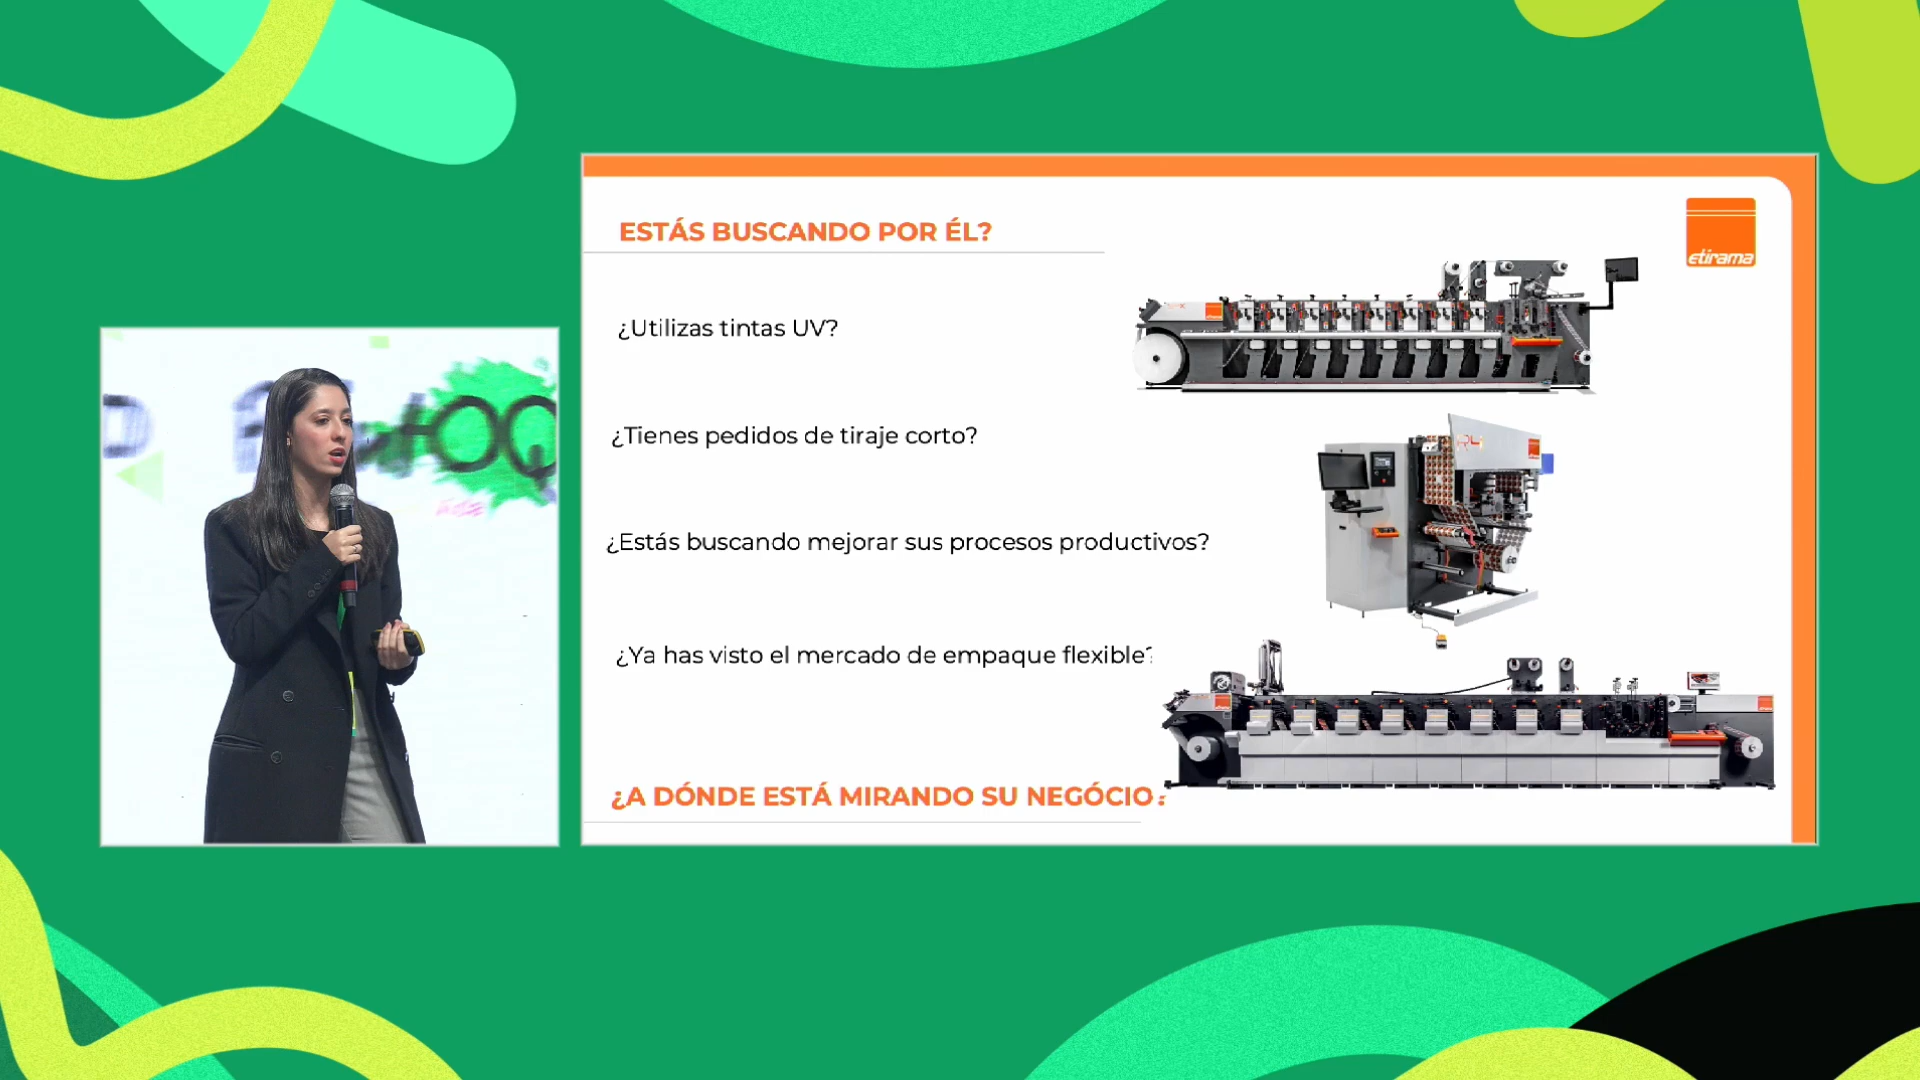 ESTÁS BUSCANDO POR ÉL?
etirama
¿Utilizas tintas UV?
¿Tienes pedidos de tiraje corto?
¿Estás buscando mejorar sus procesos productivos?
¿Ya has visto el mercado de empaque flexible?
¿A DÓNDE ESTÁ MIRANDO SU NEGÓCIO?